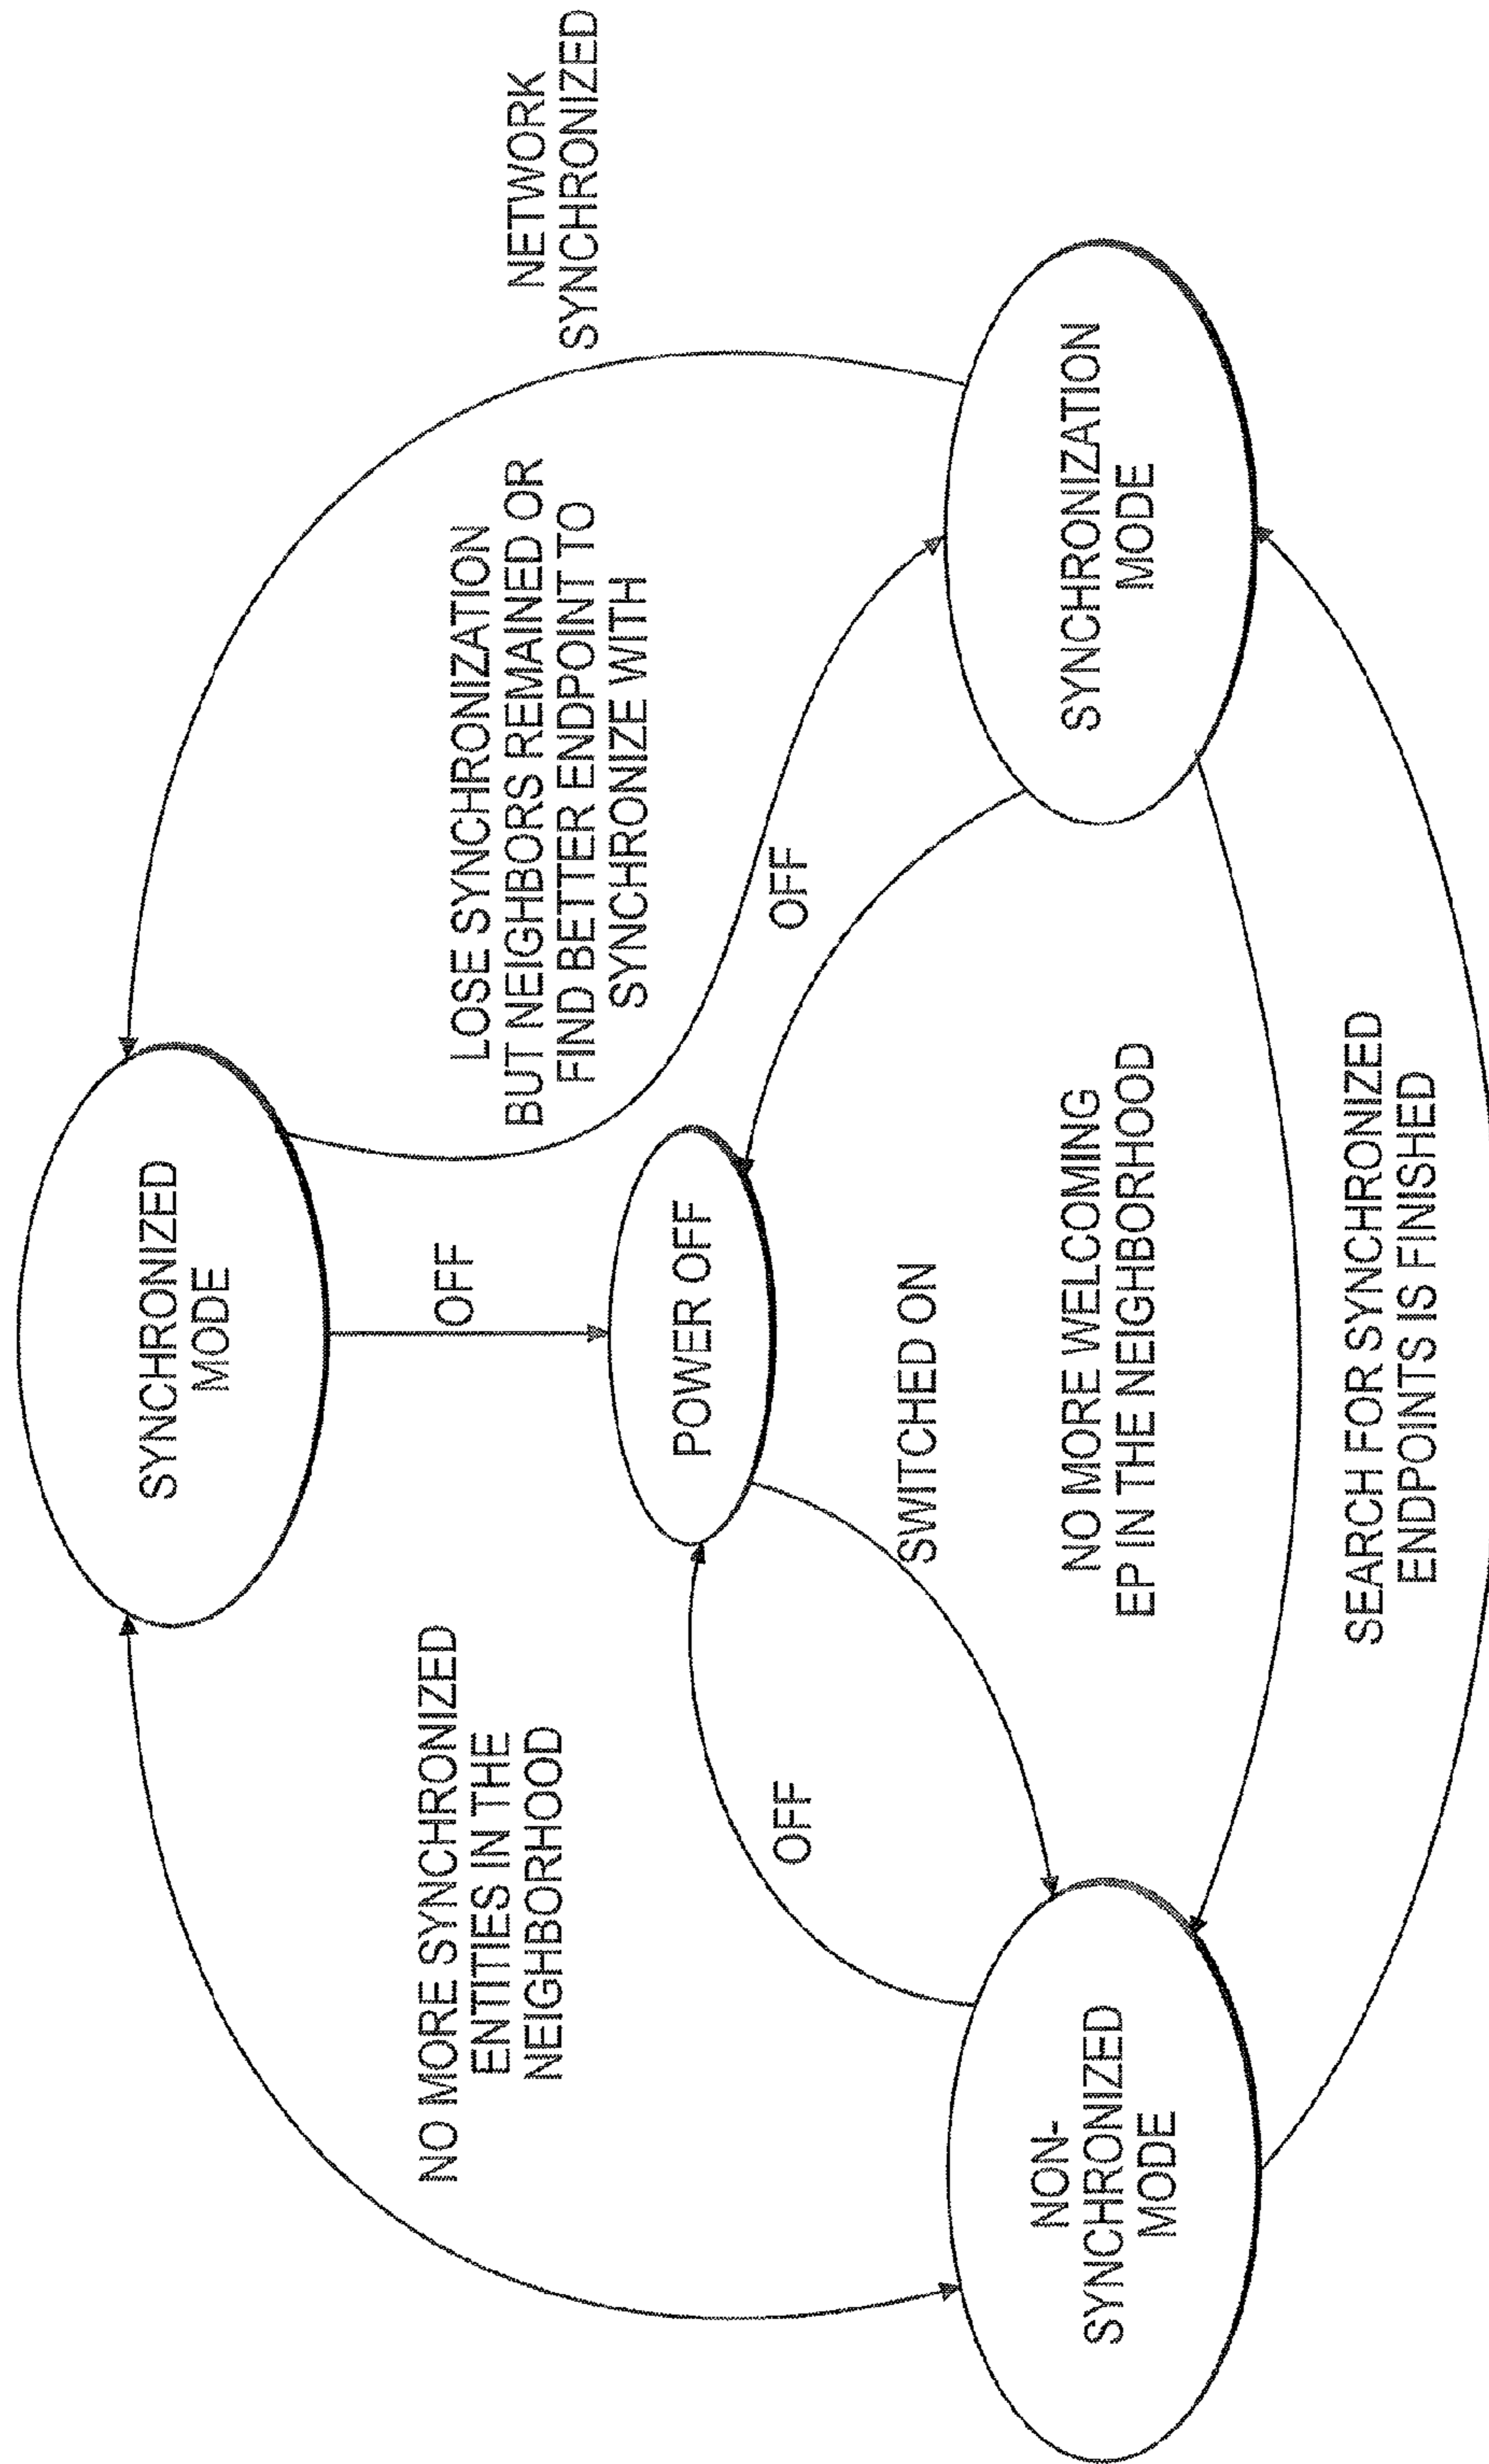 SYNCHRONIZED
MODE
NETWORK
SYNCHRONIZED
NO MORE SYNCHRONIZED
ENTITIES IN THE
NEIGHBORHOOD
OFF
LOSE SYNCHRONIZATION
BUT NEIGHBORS REMAINED OR
FIND BETTER ENDPOINT TO
SYNCHRONIZE WITH
POWER OFF
OFF
OFF
SWITCHED ON
NON-
SYNCHRONIZED
MODE
NO MORE WELCOMING
EP IN THE NEIGHBORHOOD
SYNCHRONIZATION
MODE
SEARCH FOR SYNCHRONIZED
ENDPOINTS IS FINISHED